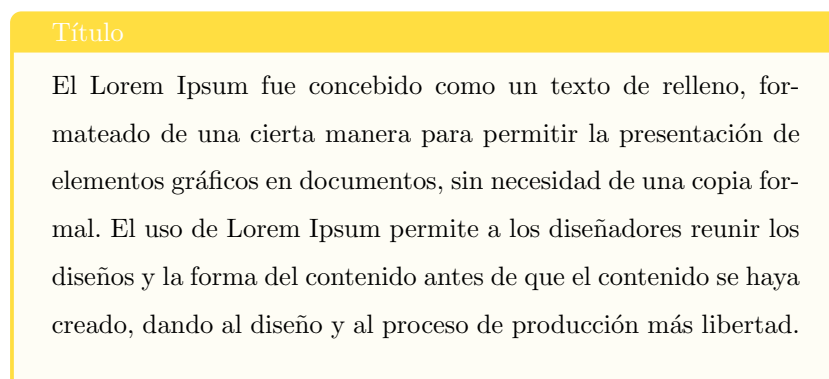 Título
El Lorem Ipsum fue concebido como un texto de relleno, for-
mateado de una cierta manera para permitir la presentación de
elementos gráficos en documentos, sin necesidad de una copia for-
mal. El uso de Lorem Ipsum permite a los diseñadores reunir los
diseños y la forma del contenido antes de que el contenido se haya
creado, dando al diseño y al proceso de producción más libertad.